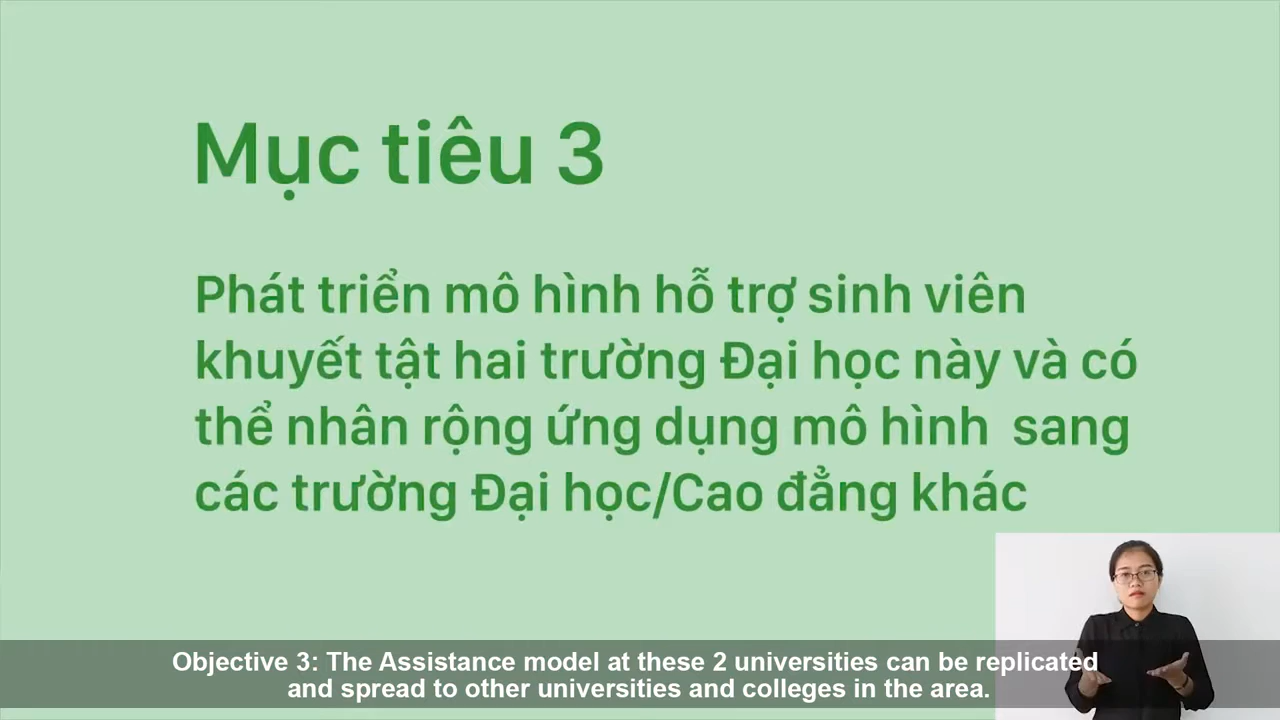 Mục tiêu 3
Phát triển mô hình hỗ trợ sinh viên
khuyết tật hai trường Đại học này và có
thể nhân rộng ứng dụng mô hình  sang
các trường Đại học/Cao đẳng khác
Objective 3: The Assistance model at these 2 universities can be replicated
and spread to other universities and colleges in the area.